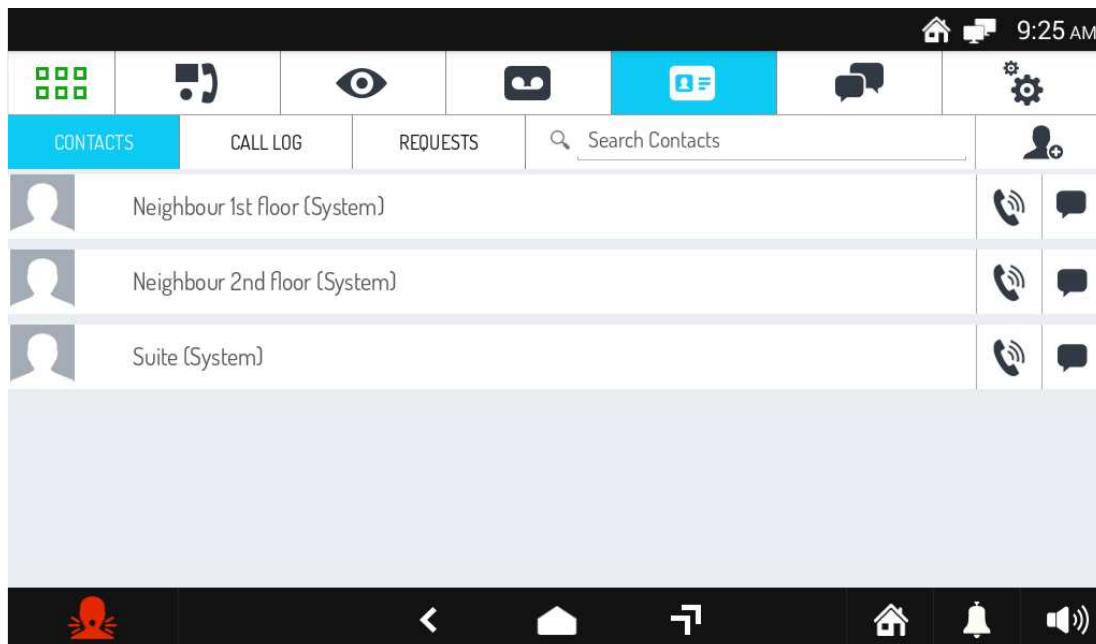 9:25 AM
CONTACTS CALL LOG REQUESTS Search Contacts
Neighbour 1st floor (System)
Neighbour 2nd floor (System)
Suite (System)